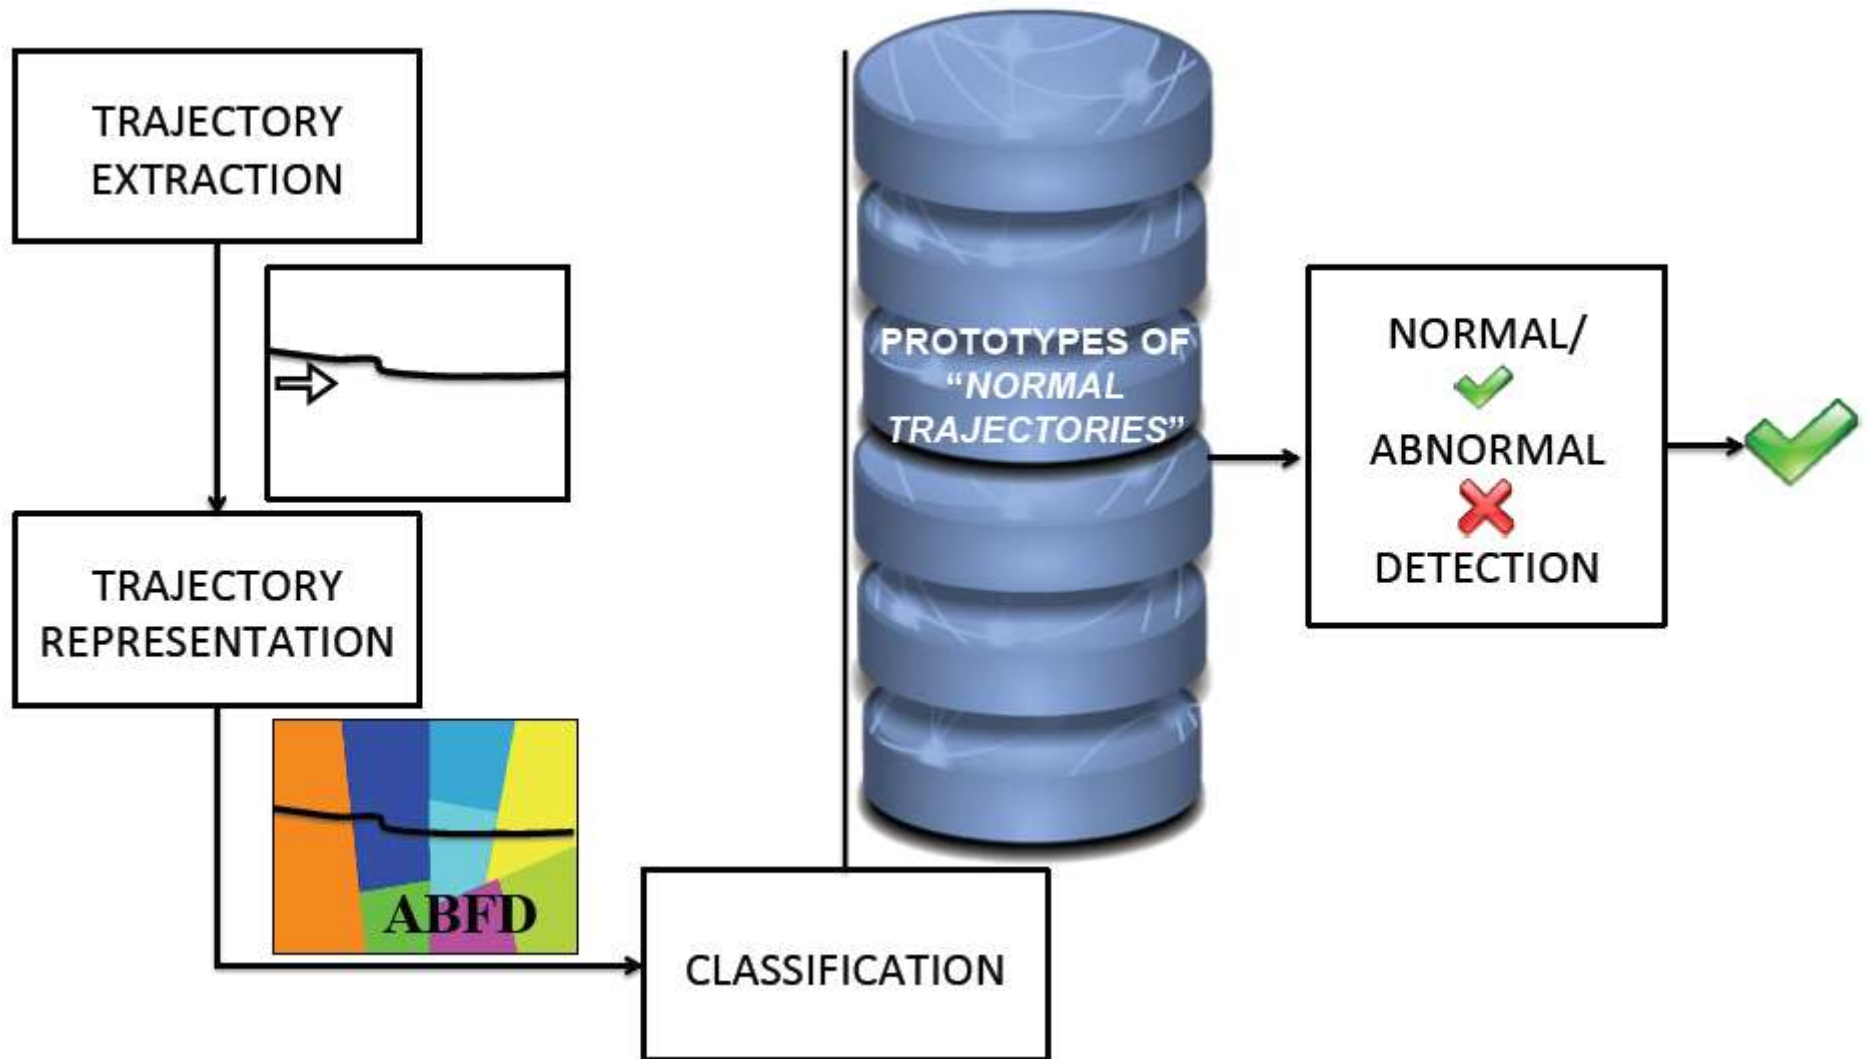 TRAJECTORY
EXTRACTION
TRAJECTORY
REPRESENTATION
ABFD
CLASSIFICATION
PROTOTYPES OF
“NORMAL
TRAJECTORIES”
NORMAL/
ABNORMAL
DETECTION